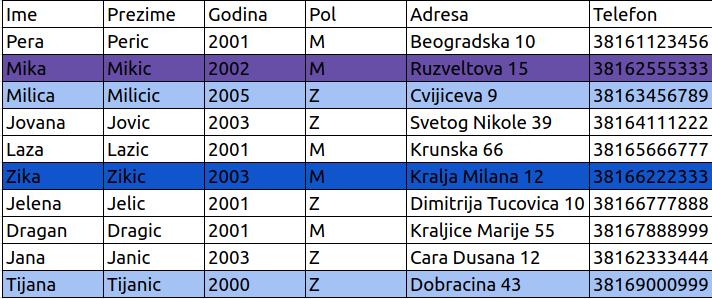 Ime Prezime Godina Pol Adresa Telefon
Pera Peric 2001 M Beogradska 10 38161123456
Mika Mikic 2002 M Ruzveltova 15 38162555333
Milica Milicic 2005 Z Cvijiceva 9 38163456789
Jovana Jovic 2003 Z Svetog Nikole 39 38164111222
Laza Lazic 2001 M Krunska 66 38165666777
Zika Zikic 2003 M Kralja Milana 12 38166222333
Jelena Jelic 2001 Z Dimitrija Tucovica 10 38166777888
Dragan Dragic 2001 M Kraljice Marije 55 38167888999
Jana Janic 2003 Z Cara Dusana 12 38162333444
Tijana Tijanic 2000 Z Dobracina 43 38169000999